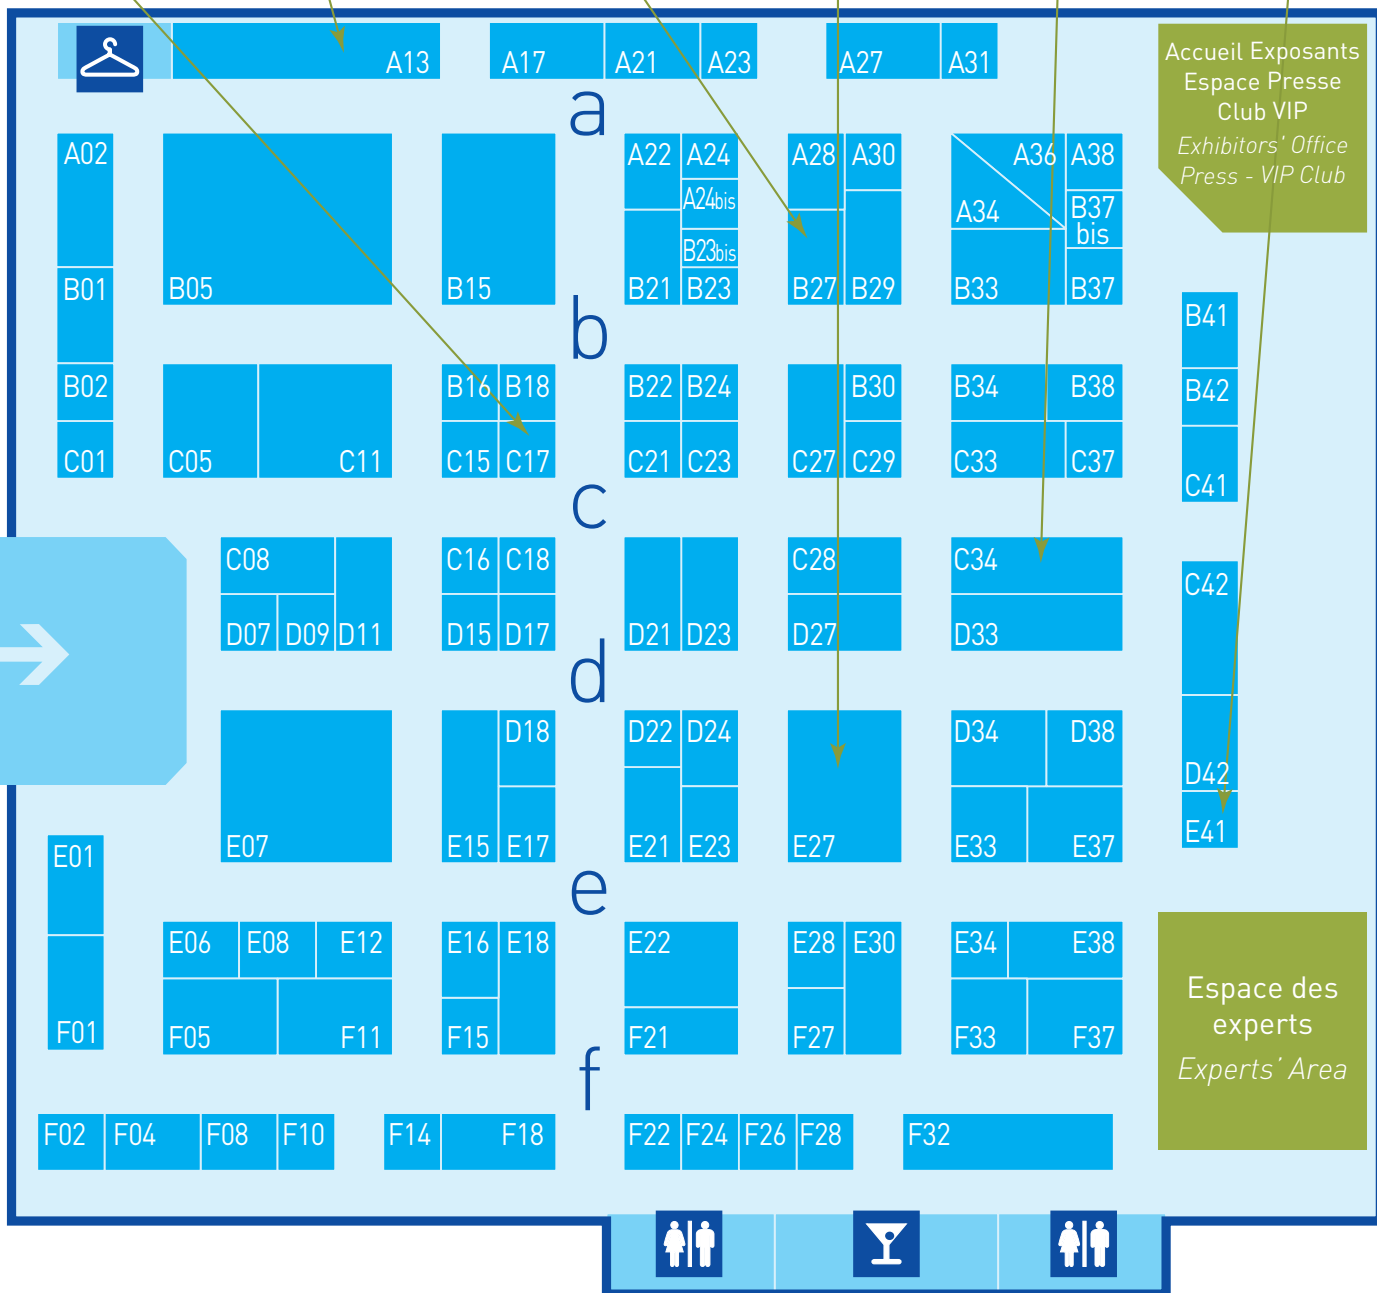 A13 A17 A21 A23 A27 A31
Accueil Exposants
Espace Presse
Club VIP
Exhibitors' Office
Press - VIP Club
a
A02 A22 A24 A28 A30 A36 A38
A24bis
A34 B37
bis
B23bis
B01 B05 B15 B21 B23 B27 B29 B33 B37
B41
b
B02 B16 B18 B22 B24 B30 B34 B38 B42
C01 C05 C11 C15 C17 C21 C23 C27 C29 C33 C37
C41
c
C08 C16 C18 C28 C34
C42
D07 D09 D11 D15 D17 D21 D23 D27 D33
d
D18 D22 D24 D34 D38
D42
E07 E15 E17 E21 E23 E27 E33 E37 E41
E01
e
E06 E08 E12 E16 E18 E22 E28 E30 E34 E38
Espace des
experts
Experts' Area
F01 F05 F11 F15 F21 F27 F33 F37
f
F02 F04 F08 F10 F14 F18 F22 F24 F26 F28 F32